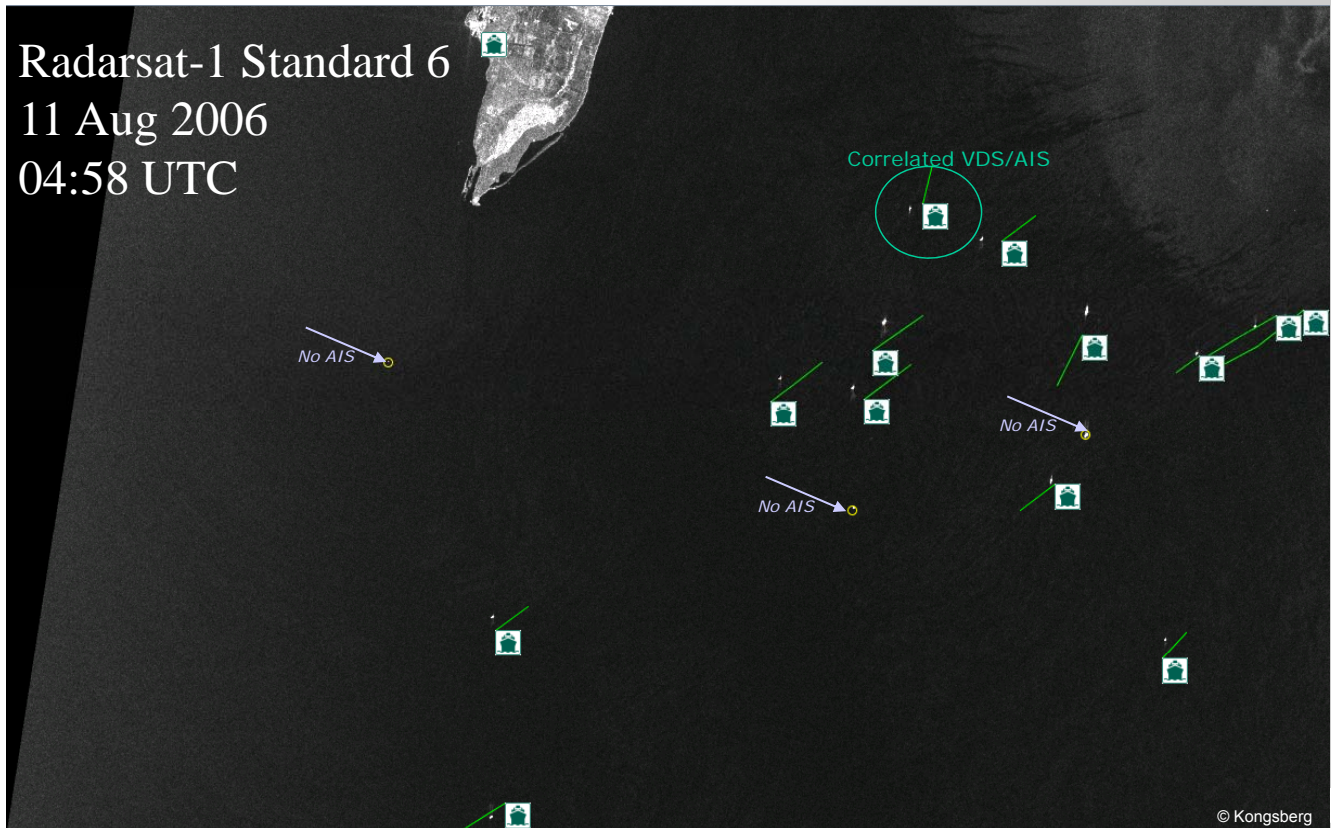 Radarsat-1 Standard 6
11 Aug 2006
04:58 UTC
Correlated VDS/AIS
No AIS
No AIS
No AIS
© Kongsberg